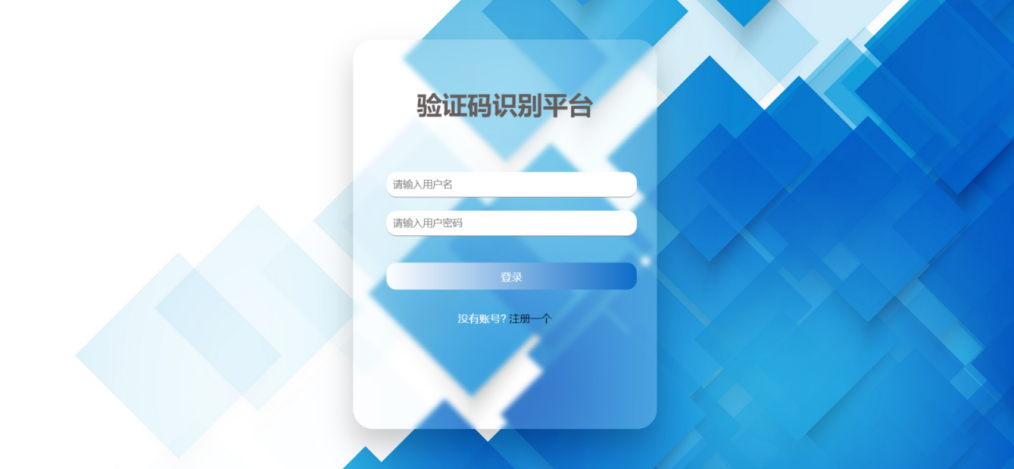 验证码识别平台
请输入用户名
请输入用户密码
登录
没有账号? 注册一个